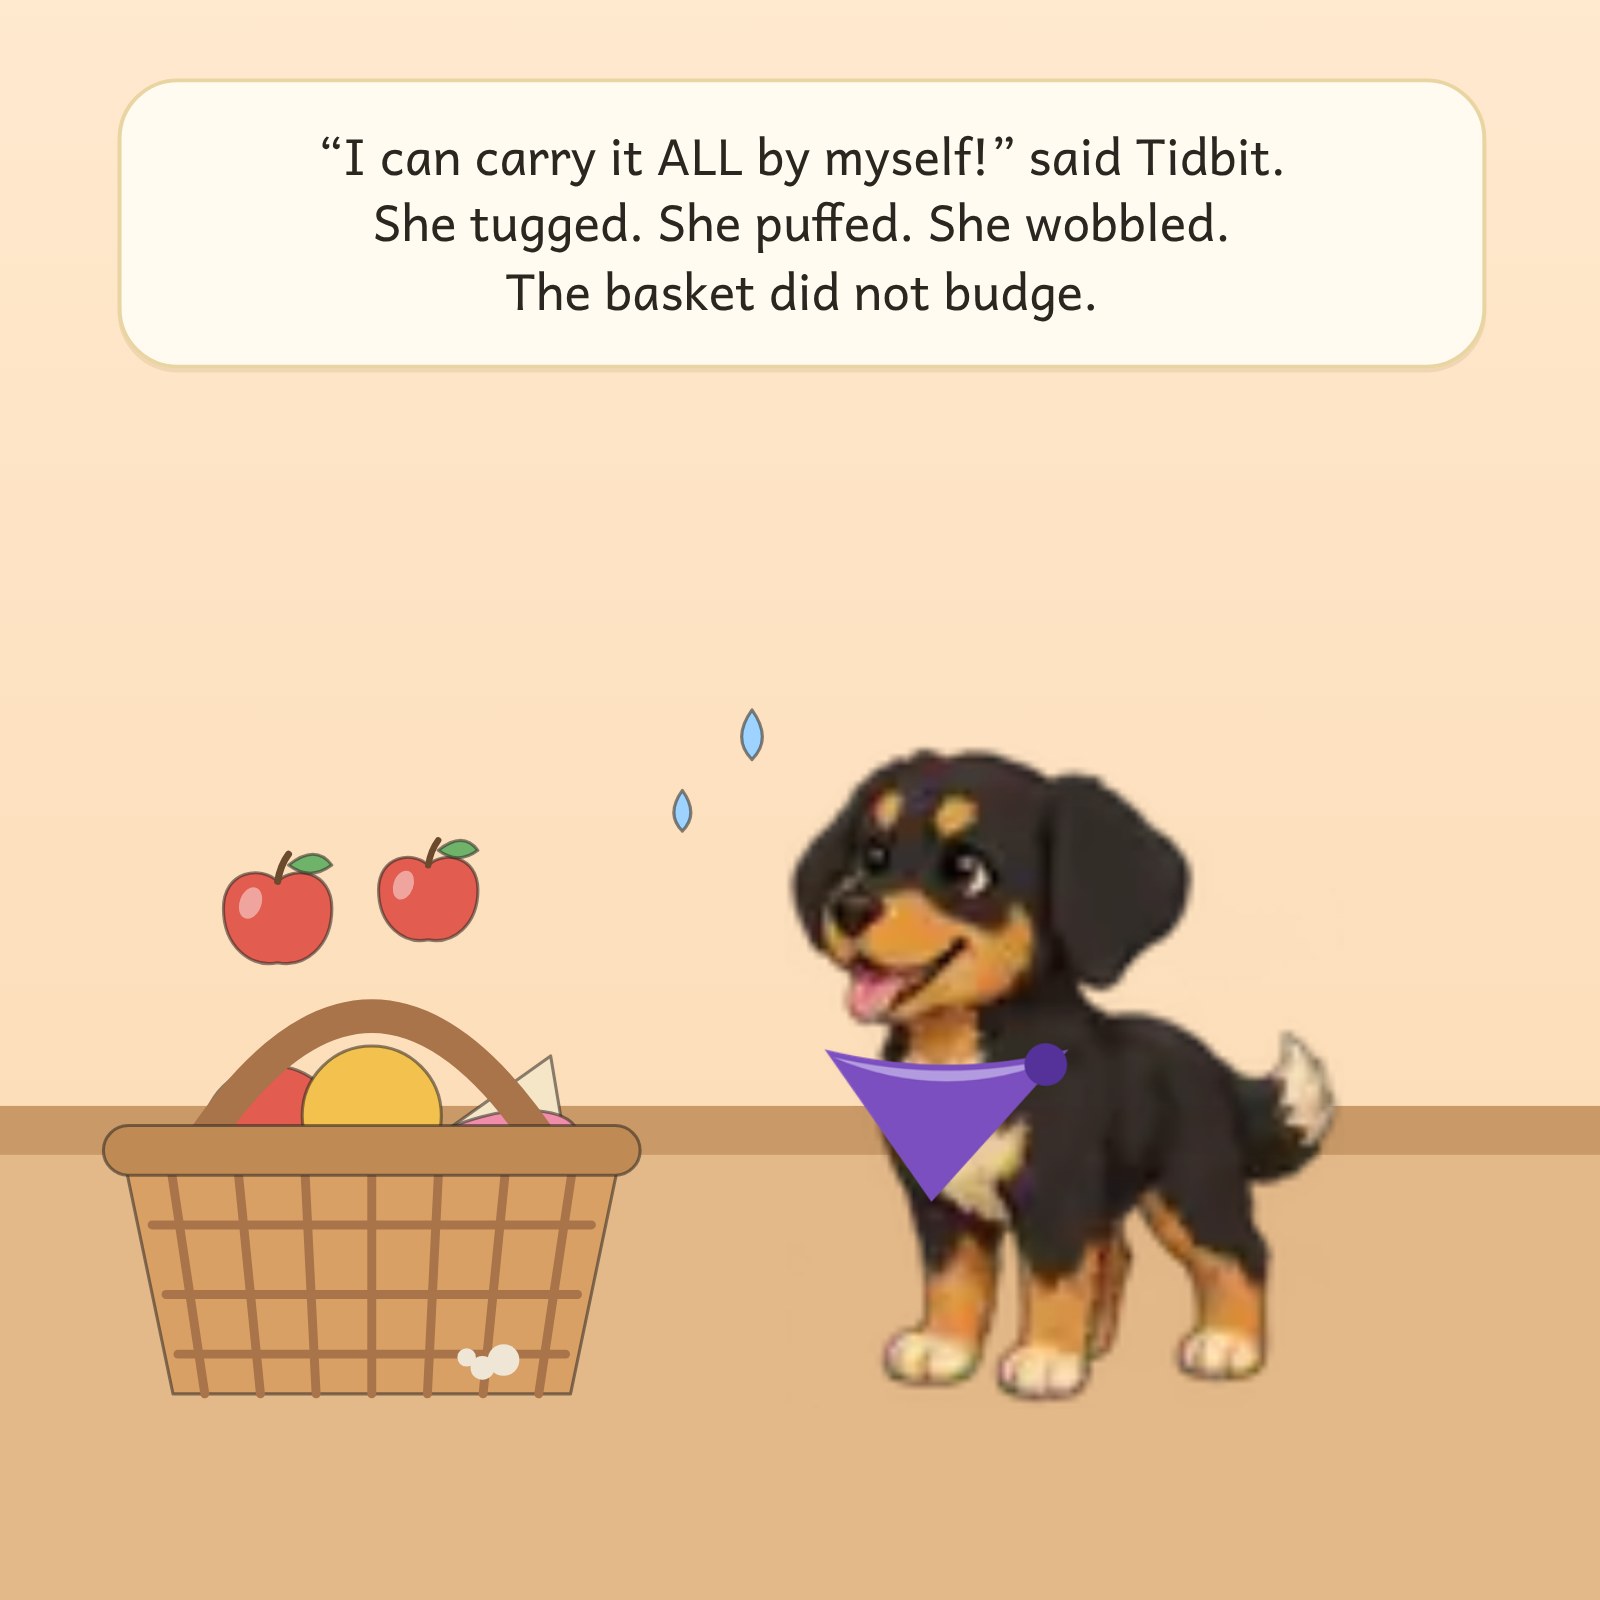 “I can carry it ALL by myself!” said Tidbit.
She tugged. She puffed. She wobbled.
The basket did not budge.